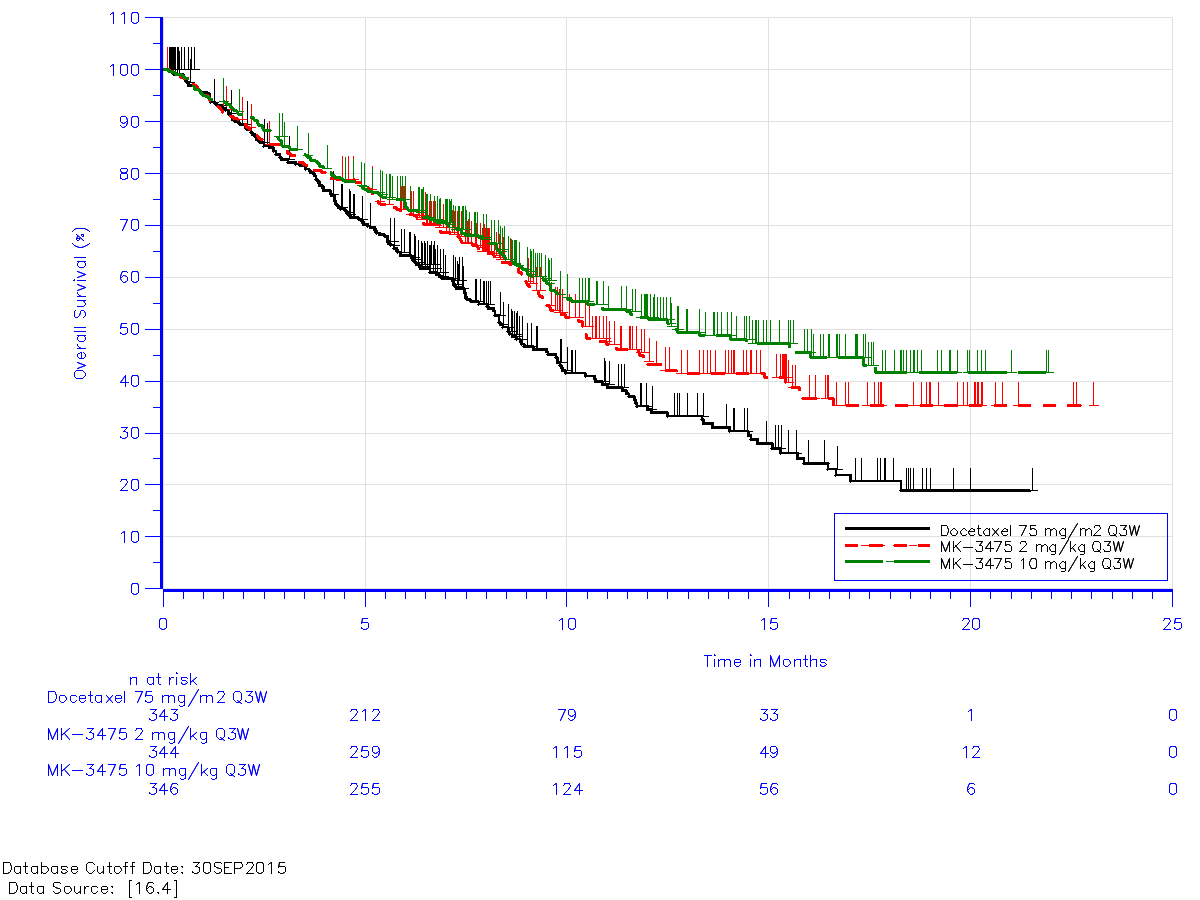 110
100
90
80
70
60
50
40
30
20
10
0
Overall Survival (%)
Docetaxel 75 mg/m2 Q3W
MK-3475 2 mg/kg Q3W
MK-3475 10 mg/kg Q3W
0 5 10 15 20 25
Time in Months
n at risk
Docetaxel 75 mg/m2 Q3W
343 212 79 33 1 0
MK-3475 2 mg/kg Q3W
344 259 115 49 12 0
MK-3475 10 mg/kg Q3W
346 255 124 56 6 0
Database Cutoff Date: 30SEP2015
Data Source: [16.4]